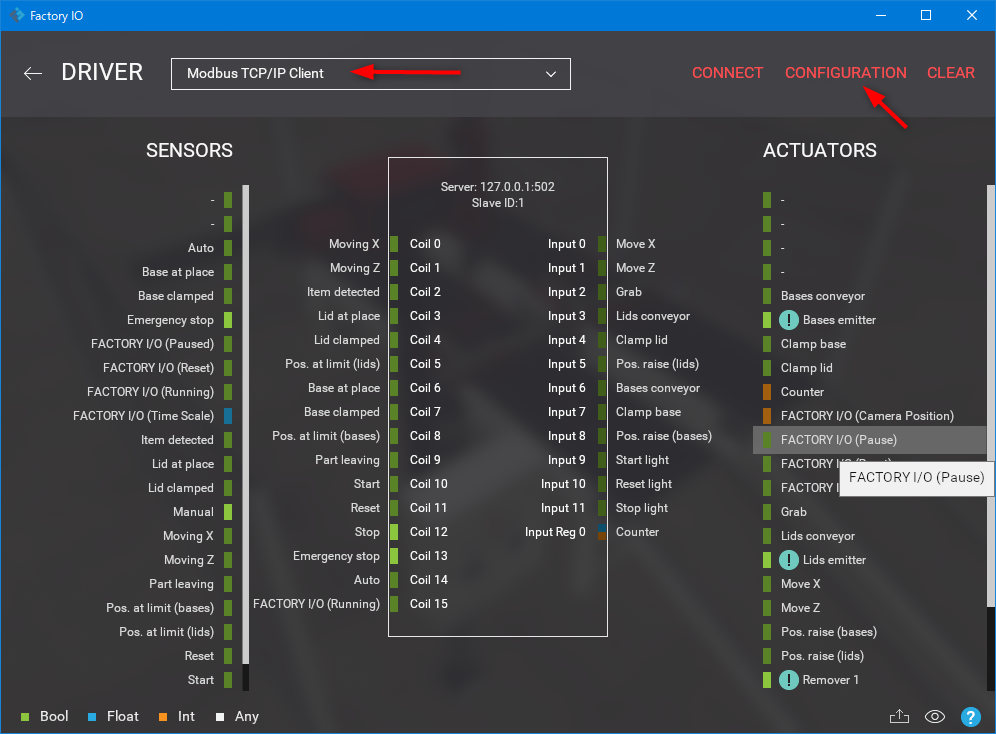 Factory IO
DRIVER
Modbus TCP/IP Client
CONNECT
CONFIGURATION
CLEAR
SENSORS
-
-
Auto
Base at place
Base clamped
Emergency stop
FACTORY I/O (Paused)
FACTORY I/O (Reset)
FACTORY I/O (Running)
FACTORY I/O (Time Scale)
Item detected
Lid at place
Lid clamped
Manual
Moving X
Moving Z
Part leaving
Pos. at limit (bases)
Pos. at limit (lids)
Reset
Start
Server: 127.0.0.1:502
Slave ID:1
Moving X Coil 0 Input 0 Move X
Moving Z Coil 1 Input 1 Move Z
Item detected Coil 2 Input 2 Grab
Lid at place Coil 3 Input 3 Lids conveyor
Lid clamped Coil 4 Input 4 Clamp lid
Pos. at limit (lids) Coil 5 Input 5 Pos. raise (lids)
Base at place Coil 6 Input 6 Bases conveyor
Base clamped Coil 7 Input 7 Clamp base
Pos. at limit (bases) Coil 8 Input 8 Pos. raise (bases)
Part leaving Coil 9 Input 9 Start light
Start Coil 10 Input 10 Reset light
Reset Coil 11 Input 11 Stop light
Stop Coil 12 Input Reg 0 Counter
Emergency stop Coil 13
Auto Coil 14
FACTORY I/O (Running) Coil 15
ACTUATORS
-
-
-
-
Bases conveyor
! Bases emitter
Clamp base
Clamp lid
Counter
FACTORY I/O (Camera Position)
FACTORY I/O (Pause)
FACTORY I/O
FACTORY I
FACTORY I/O (Pause)
Grab
Lids conveyor
! Lids emitter
Move X
Move Z
Pos. raise (bases)
Pos. raise (lids)
! Remover 1
Bool Float Int Any
?